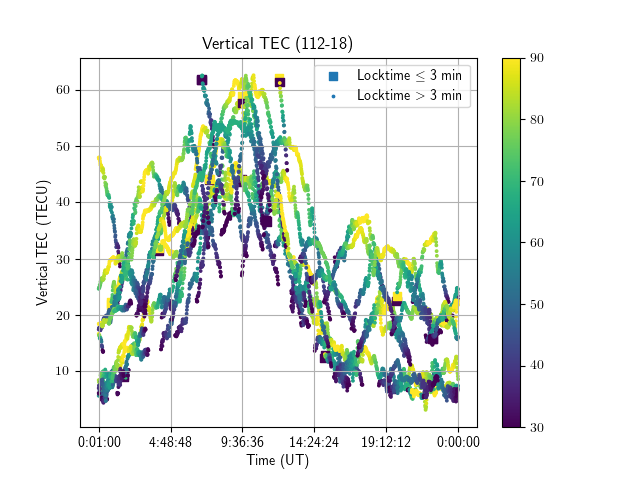 Vertical TEC (112-18)
Locktime ≤ 3 min
Locktime > 3 min
Vertical TEC (TECU)
60
50
40
30
20
10
0:01:00 4:48:48 9:36:36 14:24:24 19:12:12 0:00:00
Time (UT)
90
80
70
60
50
40
30